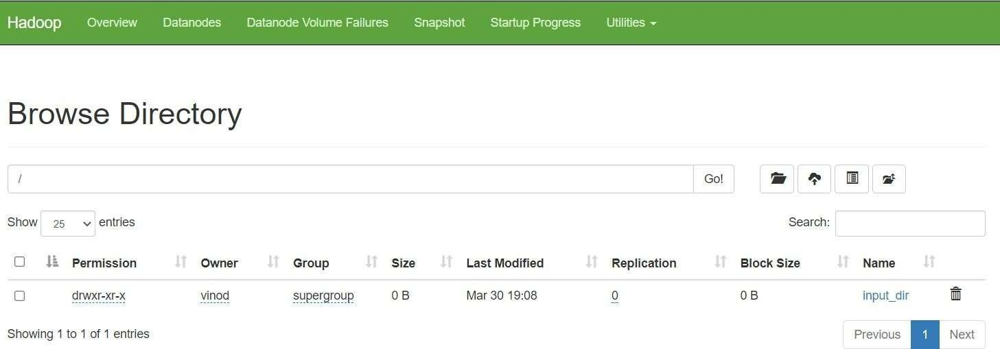 Hadoop Overview Datanodes Datanode Volume Failures Snapshot Startup Progress Utilities
Browse Directory
/ Go!
Show 25 entries Search:
Permission Owner Group Size Last Modified Replication Block Size Name
drwxr-xr-x vinod supergroup 0 B Mar 30 19:08 0 0 B input_dir
Showing 1 to 1 of 1 entries Previous 1 Next